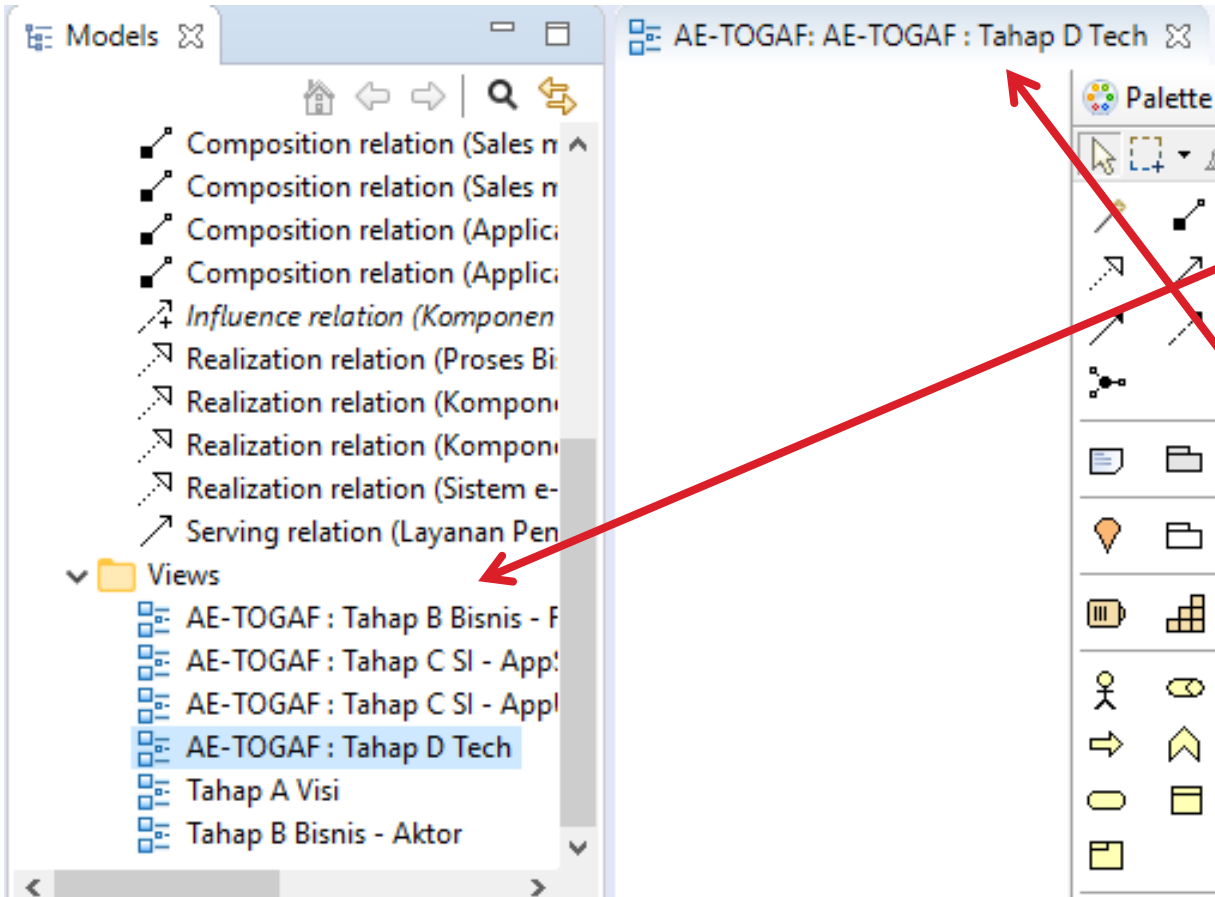 Models
AE-TOGAF: AE-TOGAF : Tahap D Tech
Palette
Composition relation (Sales
Composition relation (Sales
Composition relation (Applica
Composition relation (Applica
Influence relation (Komponen
Realization relation (Proses Bi
Realization relation (Kompon
Realization relation (Kompon
Realization relation (Sistem e-
Serving relation (Layanan Pen
Views
AE-TOGAF : Tahap B Bisnis - F
AE-TOGAF : Tahap C SI - AppS
AE-TOGAF : Tahap C SI - App
AE-TOGAF : Tahap D Tech
Tahap A Visi
Tahap B Bisnis - Aktor